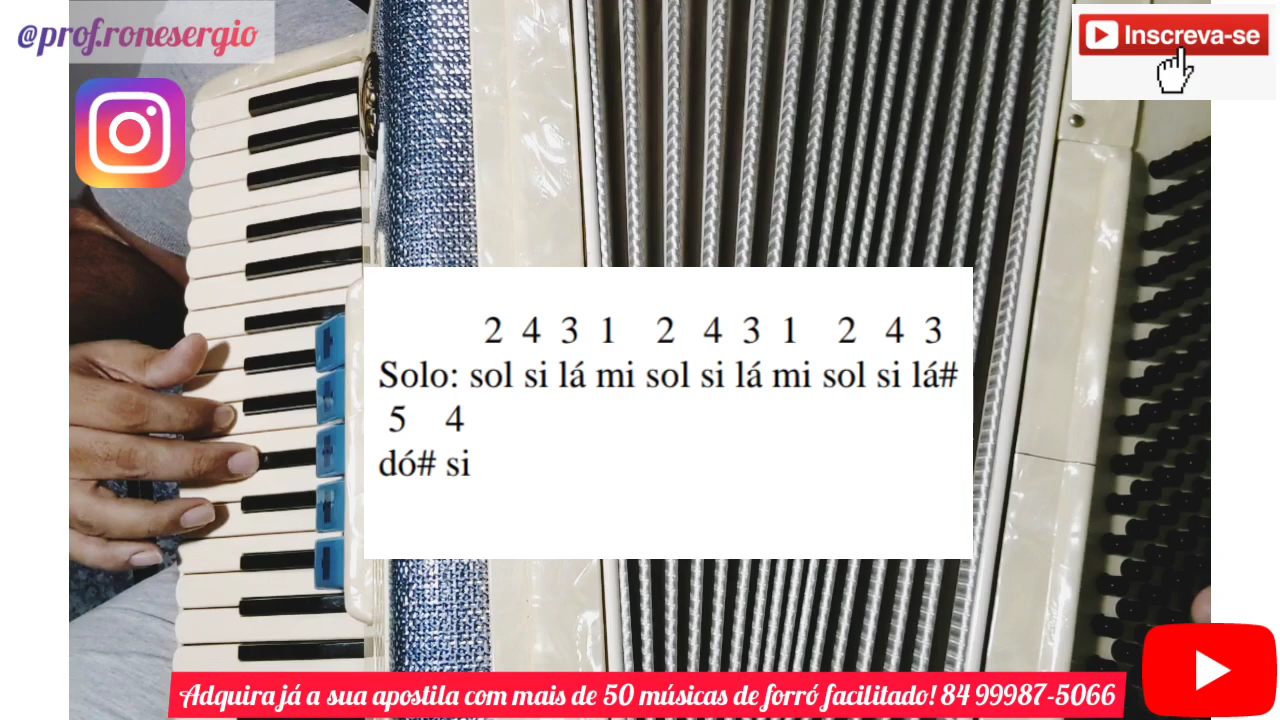 @prof.ronesergio
Inscreva-se
2 4 3 1 2 4 3 1 2 4 3
Solo: sol si lá mi sol si lá mi sol si lá#
5 4
dó# si
Adquira já a sua apostila com mais de 50 músicas de forró facilitado! 84 99987-5066